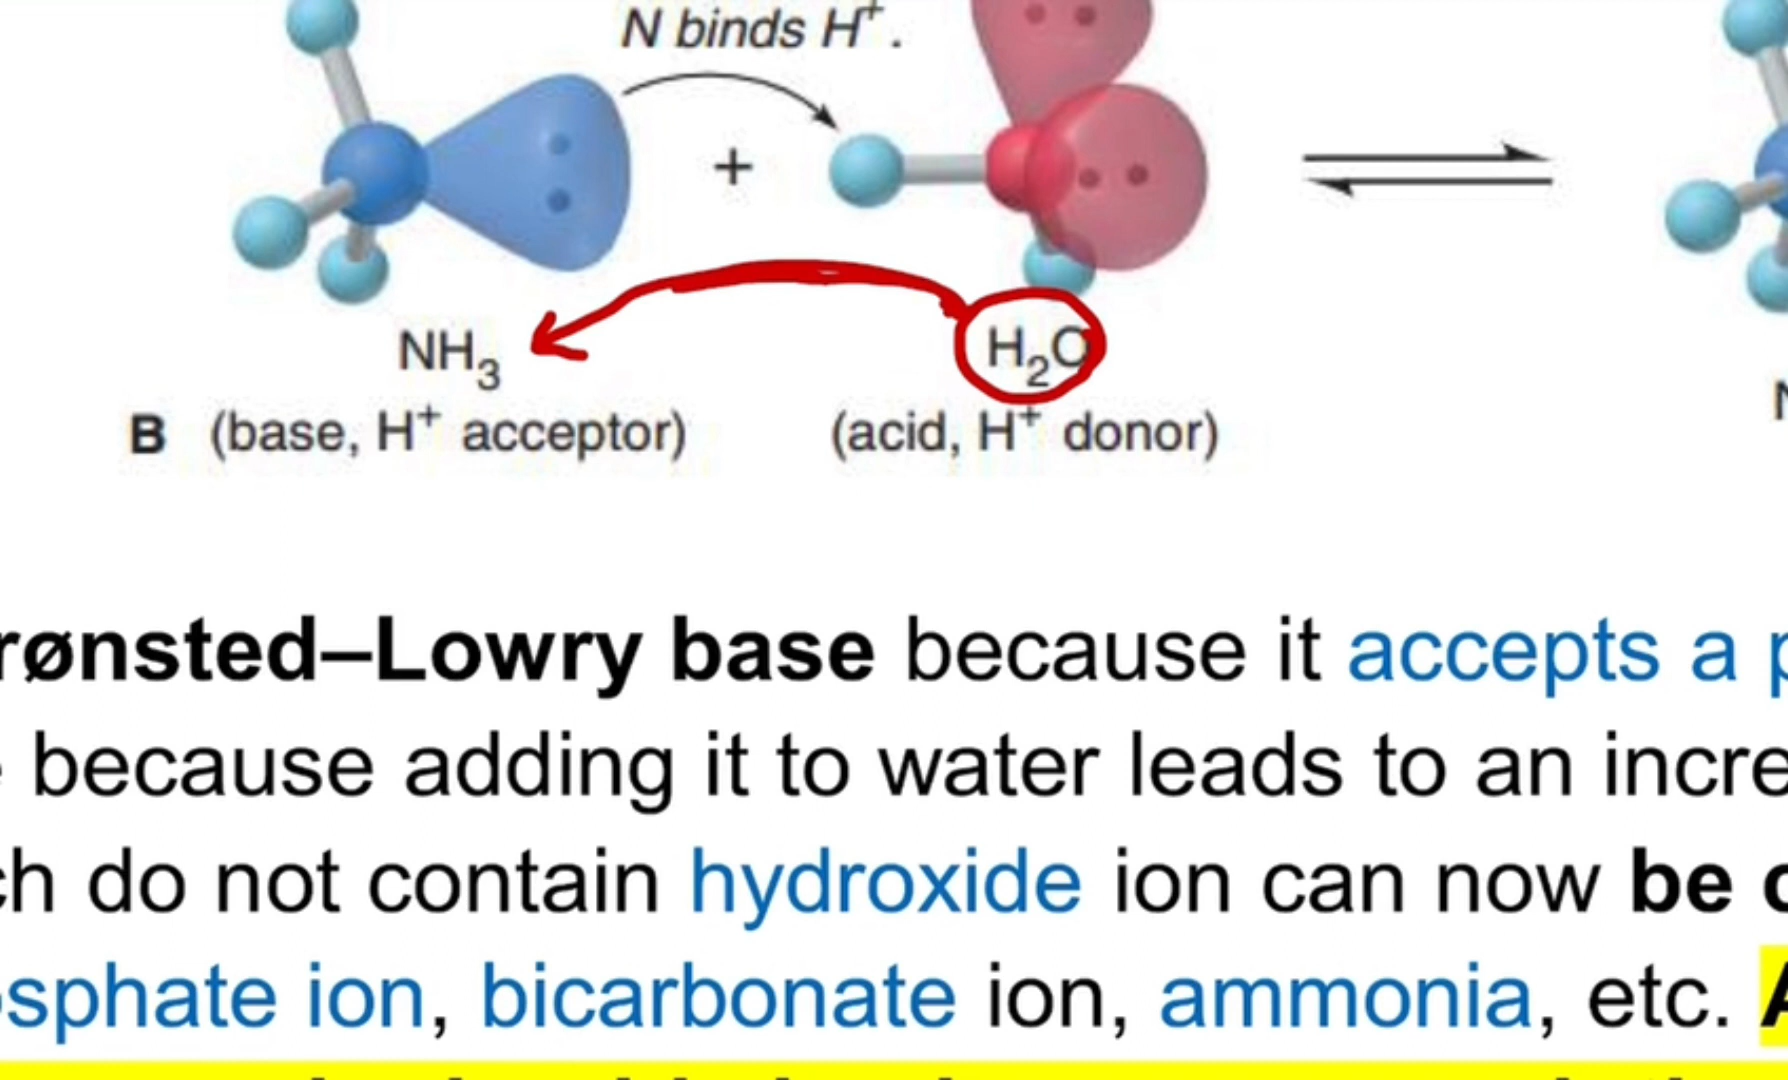 N binds H⁺.
+
NH₃
H₂O
B (base, H⁺ acceptor)
(acid, H⁺ donor)
rønsted–Lowry base because it accepts a p
because adding it to water leads to an incre
ch do not contain hydroxide ion can now be c
sphate ion, bicarbonate ion, ammonia, etc. A